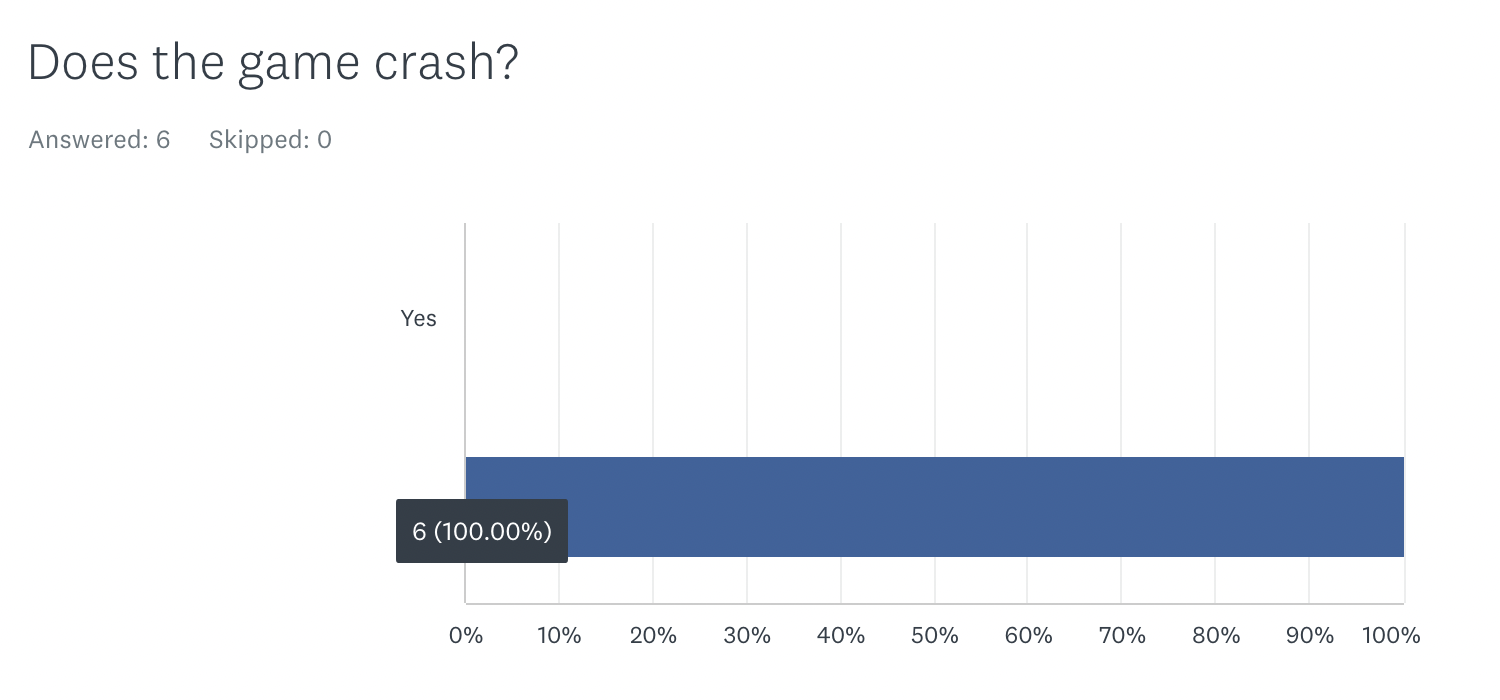 Does the game crash?
Answered: 6 Skipped: 0
Yes
6 (100.00%)
0% 10% 20% 30% 40% 50% 60% 70% 80% 90% 100%